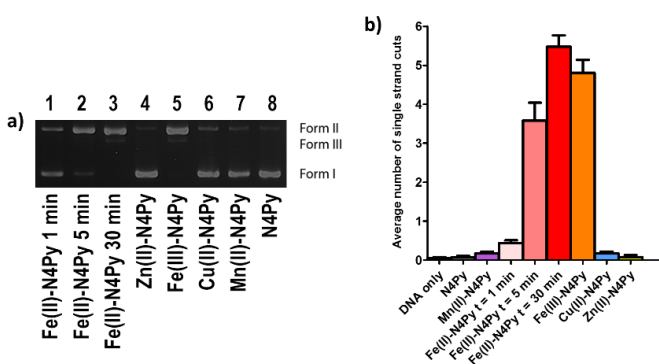 a)
1 2 3 4 5 6 7 8
Form II
Form III
Form I
Fe(II)-N4Py 1 min
Fe(II)-N4Py 5 min
Fe(II)-N4Py 30 min
Zn(II)-N4Py
Fe(III)-N4Py
Cu(II)-N4Py
Mn(II)-N4Py
N4Py
b)
Average number of single strand cuts
6
5
4
3
2
1
0
DNA only
N4Py
Mn(II)-N4Py
Fe(II)-N4Py t = 1 min
Fe(II)-N4Py t = 5 min
Fe(II)-N4Py t = 30 min
Fe(III)-N4Py
Cu(II)-N4Py
Zn(II)-N4Py